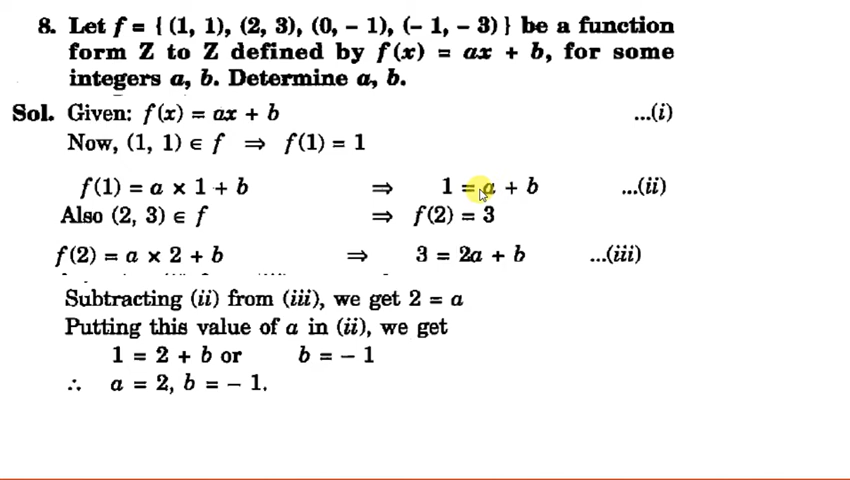 8. Let f = { (1, 1), (2, 3), (0, – 1), (– 1, – 3) } be a function
form Z to Z defined by f(x) = ax + b, for some
integers a, b. Determine a, b.
Sol. Given: f(x) = ax + b ...(i)
Now, (1, 1) ∈ f ⇒ f(1) = 1
f(1) = a × 1 + b ⇒ 1 = a + b ...(ii)
Also (2, 3) ∈ f ⇒ f(2) = 3
f(2) = a × 2 + b ⇒ 3 = 2a + b ...(iii)
Subtracting (ii) from (iii), we get 2 = a
Putting this value of a in (ii), we get
1 = 2 + b or b = – 1
∴ a = 2, b = – 1.